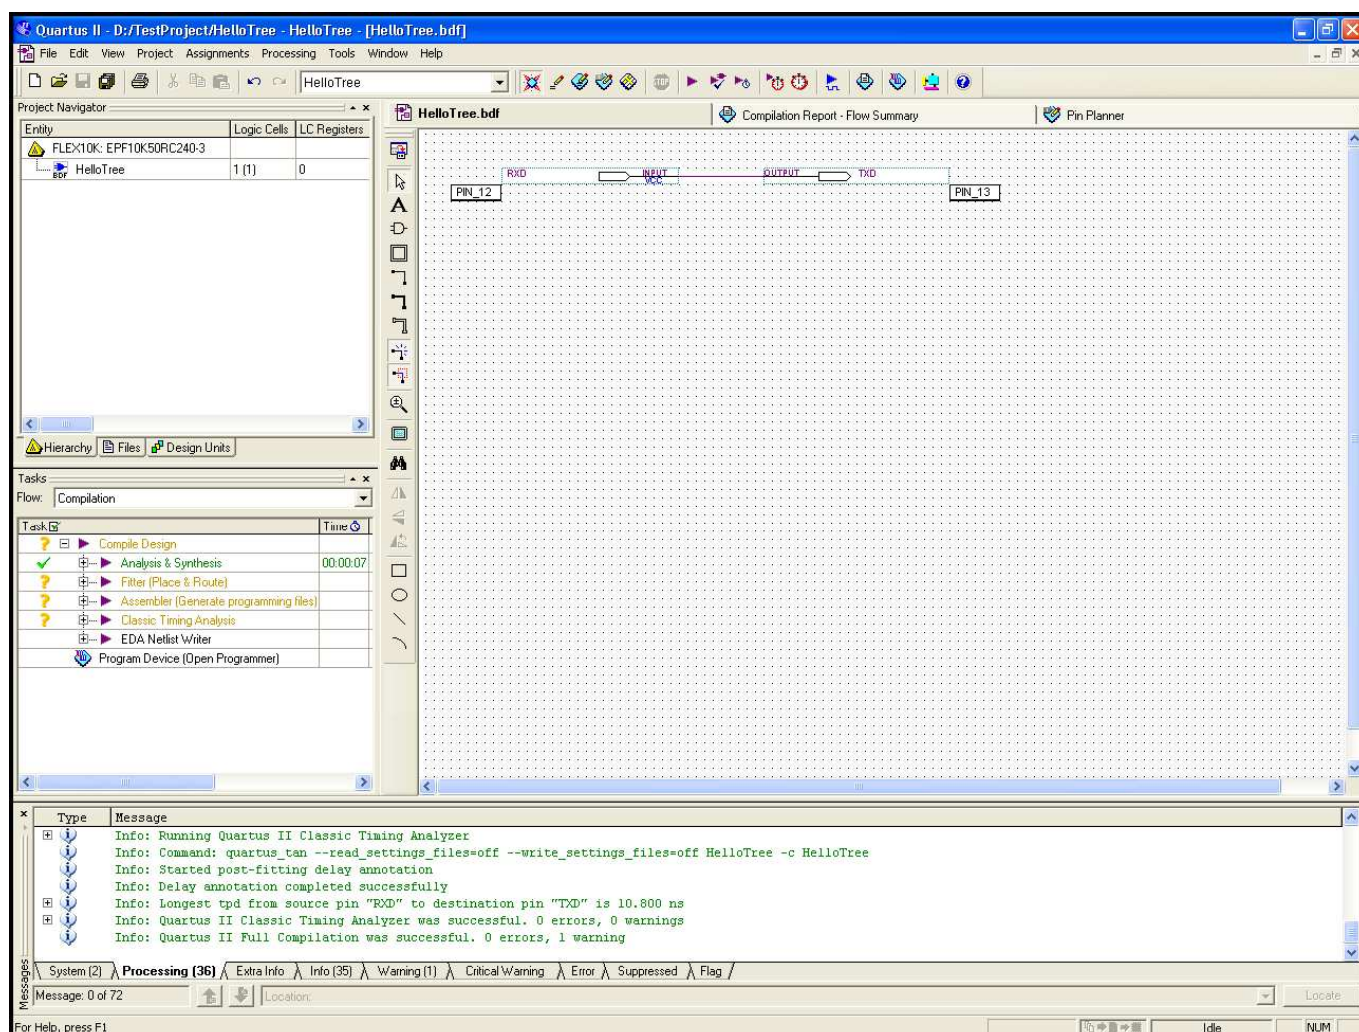 Quartus II - D:/TestProject/HelloTree - HelloTree - [HelloTree.bdf]
File Edit View Project Assignments Processing Tools Window Help
HelloTree
Project Navigator
Entity Logic Cells LC Registers
FLEX10K: EPF10K50RC240-3
HelloTree 1 (1) 0
Hierarchy Files Design Units
Tasks
Flow: Compilation
Task Time
Compile Design
Analysis & Synthesis 00:00:07
Fitter (Place & Route)
Assembler (Generate programming files)
Classic Timing Analysis
EDA Netlist Writer
Program Device (Open Programmer)
HelloTree.bdf Compilation Report - Flow Summary Pin Planner
RXD INPUT OUTPUT TXD
VCC
PIN_12 PIN_13
Type Message
Info: Running Quartus II Classic Timing Analyzer
Info: Command: quartus_tan --read_settings_files=off --write_settings_files=off HelloTree -c HelloTree
Info: Started post-fitting delay annotation
Info: Delay annotation completed successfully
Info: Longest tpd from source pin "RXD" to destination pin "TXD" is 10.800 ns
Info: Quartus II Classic Timing Analyzer was successful. 0 errors, 0 warnings
Info: Quartus II Full Compilation was successful. 0 errors, 1 warning
System (2) Processing (36) Extra Info Info (35) Warning (1) Critical Warning Error Suppressed Flag
Messages
Message: 0 of 72 Location: Locate
For Help, press F1 Idle NUM